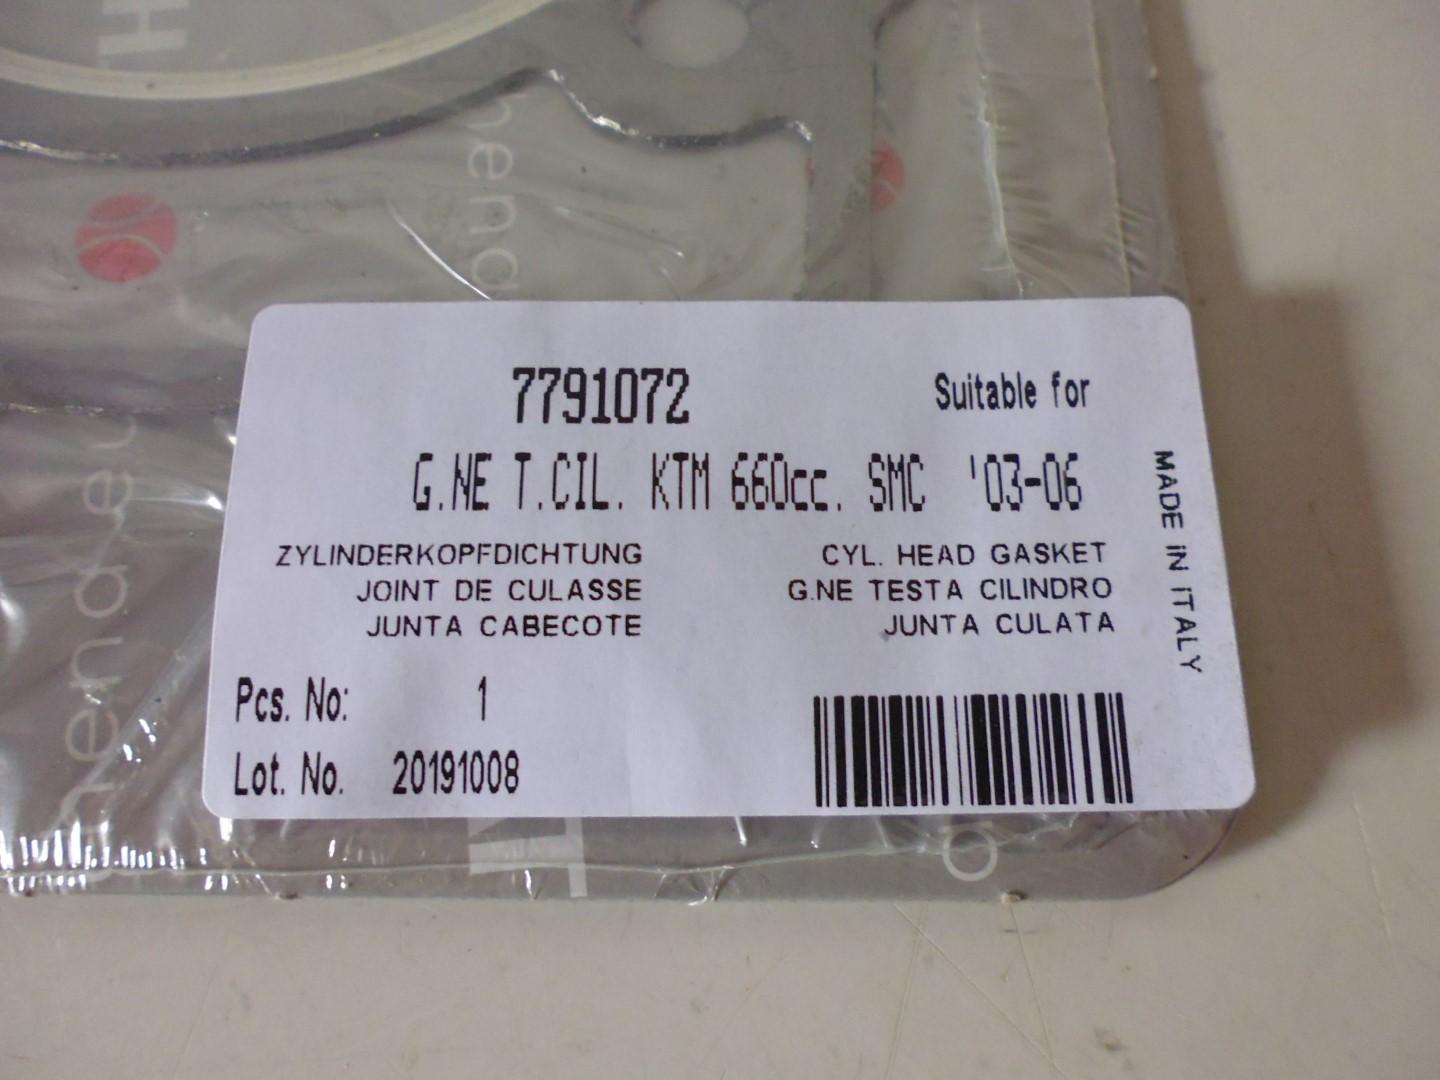 7791072
Suitable for
G.NE T.CIL. KTM 660cc. SMC '03-06
ZYLINDERKOPFDICHTUNG
CYL. HEAD GASKET
JOINT DE CULASSE
G.NE TESTA CILINDRO
JUNTA CABECOTE
JUNTA CULATA
MADE IN ITALY
Pcs. No: 1
Lot. No. 20191008